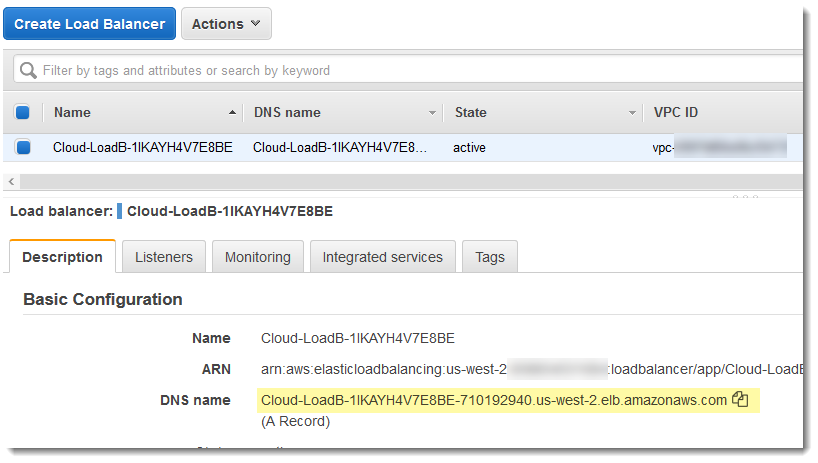 Create Load Balancer Actions
Filter by tags and attributes or search by keyword
Name DNS name State VPC ID
Cloud-LoadB-1IKAYH4V7E8BE Cloud-LoadB-1IKAYH4V7E8... active vpc-
Load balancer: Cloud-LoadB-1IKAYH4V7E8BE
Description Listeners Monitoring Integrated services Tags
Basic Configuration
Name Cloud-LoadB-1IKAYH4V7E8BE
ARN arn:aws:elasticloadbalancing:us-west-2 :loadbalancer/app/Cloud-LoadB
DNS name Cloud-LoadB-1IKAYH4V7E8BE-710192940.us-west-2.elb.amazonaws.com
(A Record)